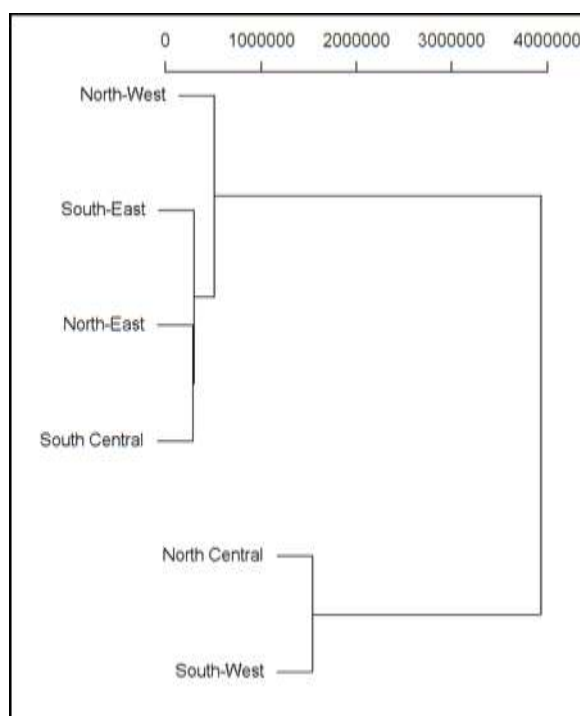 0 1000000 2000000 3000000 4000000
North-West
South-East
North-East
South Central
North Central
South-West